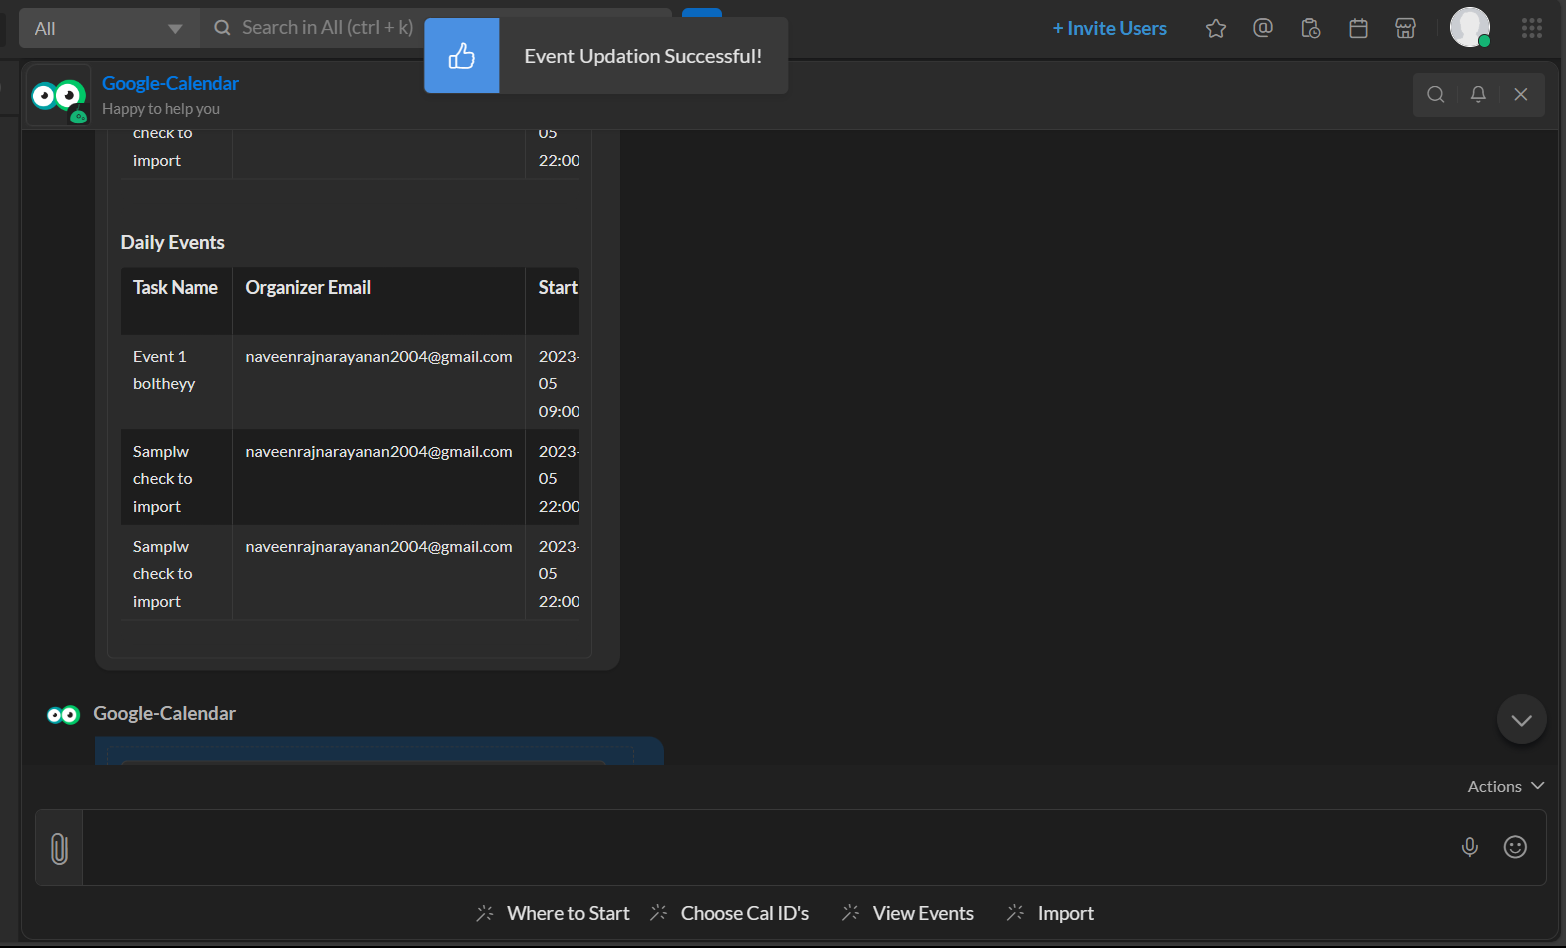 All
Search in All (ctrl + k)
Event Updation Successful!
+ Invite Users
Google-Calendar
Happy to help you
check to
import
05
22:00
Daily Events
Task Name Organizer Email Start
Event 1
boltheyy
naveenrajnarayanan2004@gmail.com
2023-
05
09:00
Samplw
check to
import
naveenrajnarayanan2004@gmail.com
2023-
05
22:00
Samplw
check to
import
naveenrajnarayanan2004@gmail.com
2023-
05
22:00
Google-Calendar
Actions
Where to Start Choose Cal ID's View Events Import